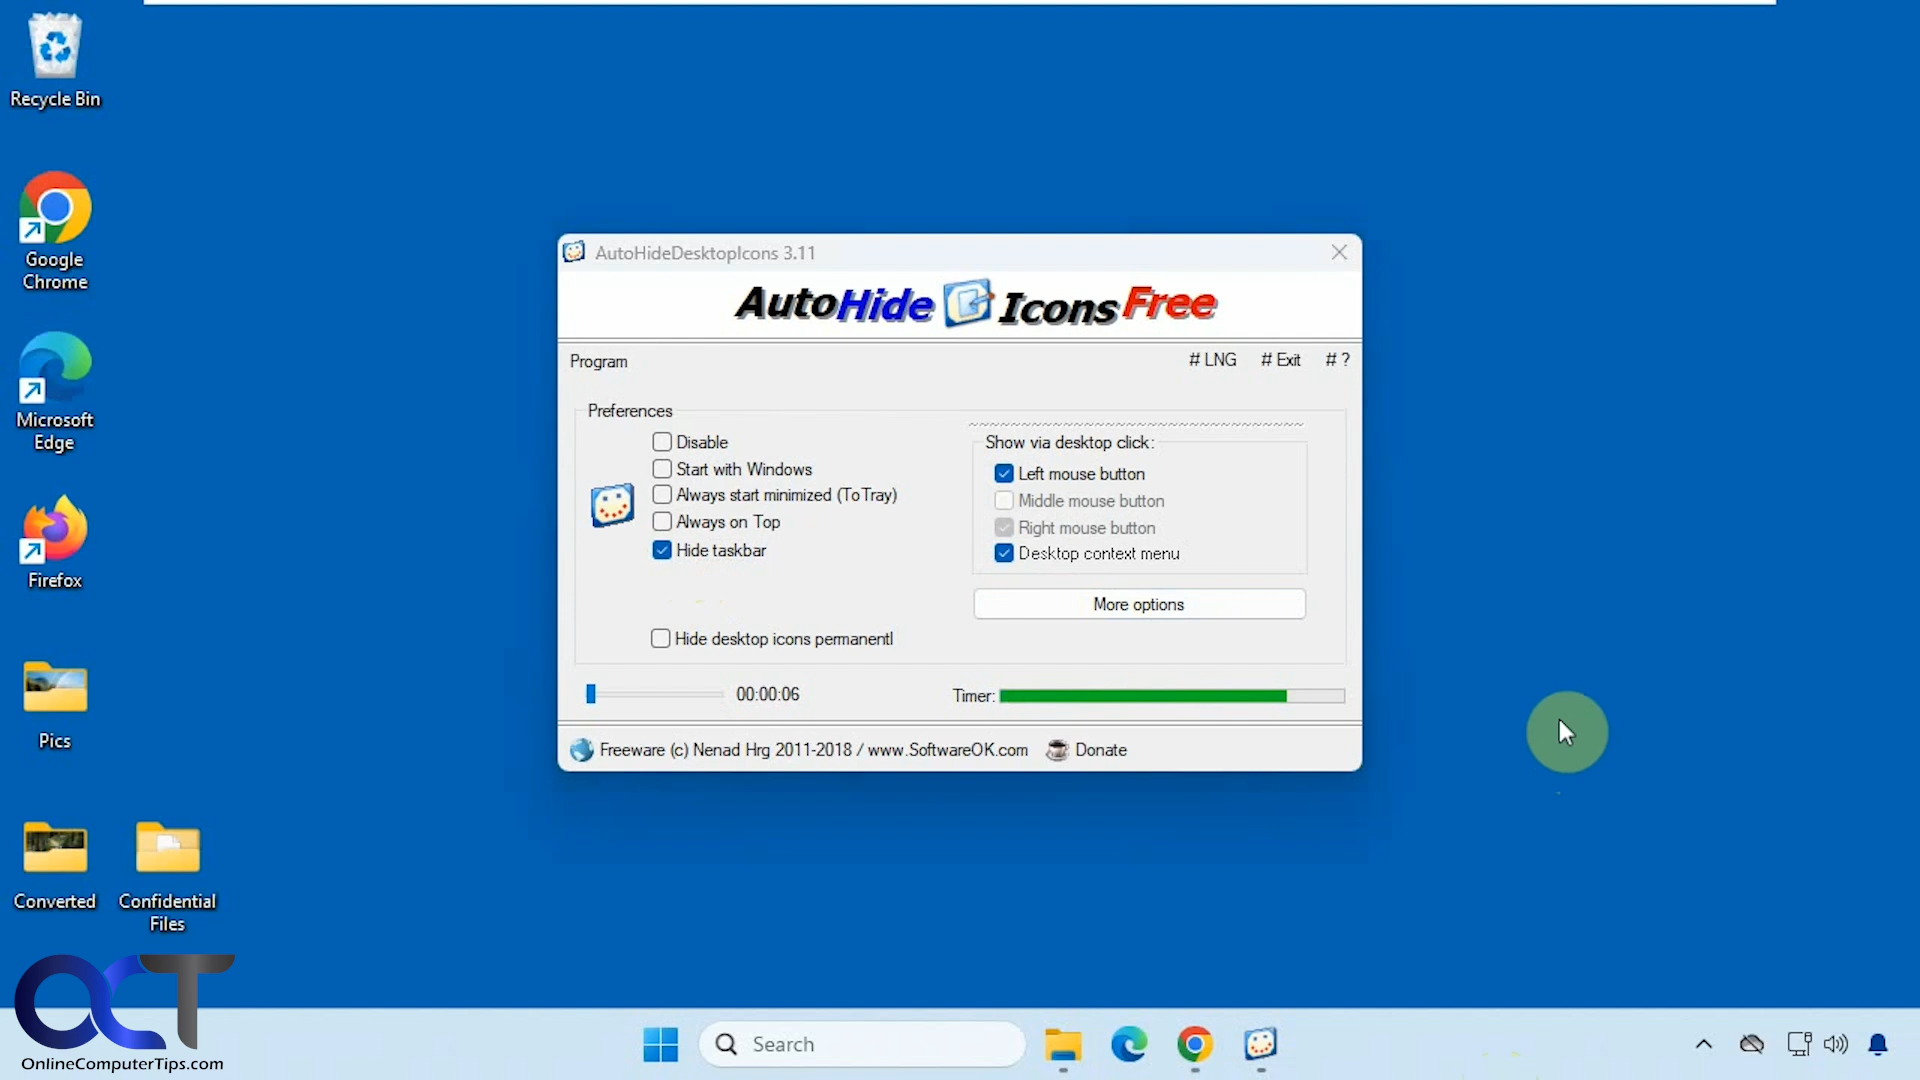 Recycle Bin
Google
Chrome
Microsoft
Edge
Firefox
Pics
Converted
Confidential
Files
AutoHideDesktopIcons 3.11
AutoHide Icons Free
Program
# LNG
# Exit
# ?
Preferences
Disable
Start with Windows
Always start minimized (ToTray)
Always on Top
Hide taskbar
Hide desktop icons permanentl
Show via desktop click:
Left mouse button
Middle mouse button
Right mouse button
Desktop context menu
More options
00:00:06
Timer:
Freeware (c) Nenad Hrg 2011-2018 / www.SoftwareOK.com
Donate
OCT
OnlineComputerTips.com
Search